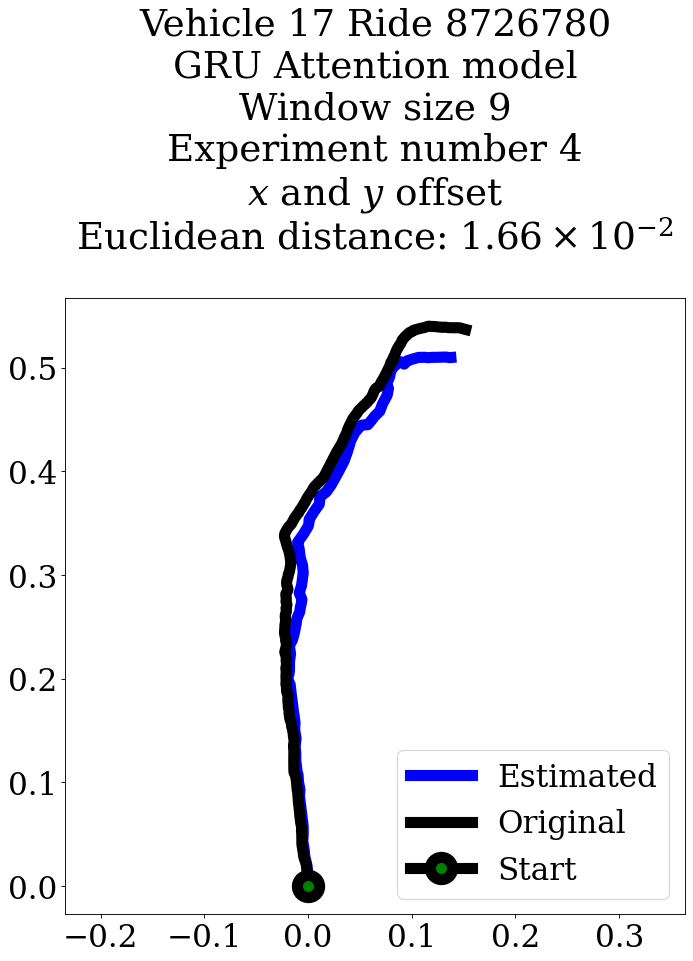 Vehicle 17 Ride 8726780
GRU Attention model
Window size 9
Experiment number 4
x and y offset
Euclidean distance: 1.66 × 10⁻²
0.5
0.4
0.3
0.2
0.1
0.0
Estimated
Original
Start
−0.2 −0.1 0.0 0.1 0.2 0.3